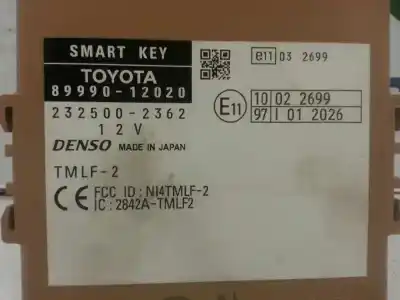 SMART KEY
TOYOTA
89990-12020
232500-2362
12V
DENSO MADE IN JAPAN
TMLF-2
CE FCC ID : NI4TMLF-2
IC : 2842A-TMLF2
e11 03 2699
E11 10 02 2699
97 I 01 2026